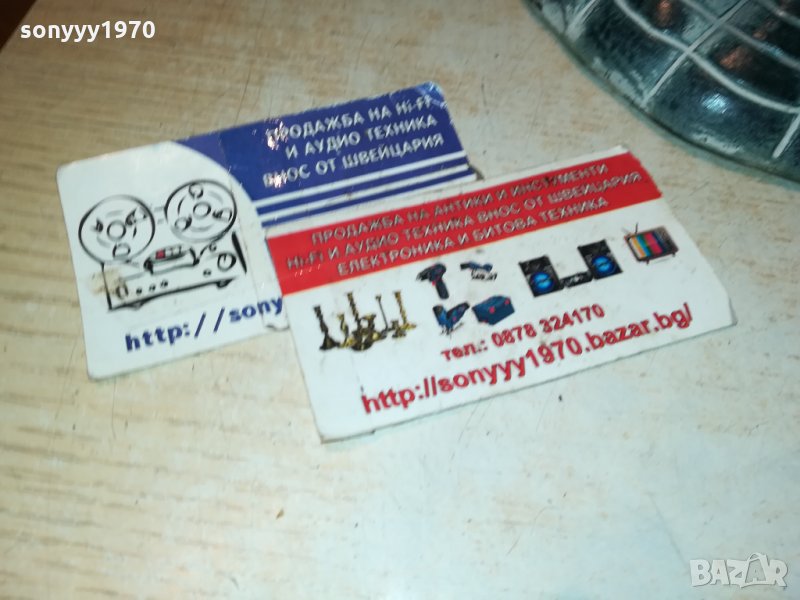 sonyyy1970
ПРОДАЖБА НА Hi-Fi
И АУДИО ТЕХНИКА
ВНОС ОТ ШВЕЙЦАРИЯ
http://sony
ПРОДАЖБА НА АНТИКИ И ИНСТРУМЕНТИ
Hi-Fi И АУДИО ТЕХНИКА ВНОС ОТ ШВЕЙЦАРИЯ
ЕЛЕКТРОНИКА И БИТОВА ТЕХНИКА
тел.: 0878 324170
http://sonyyy1970.bazar.bg/
BAZAR